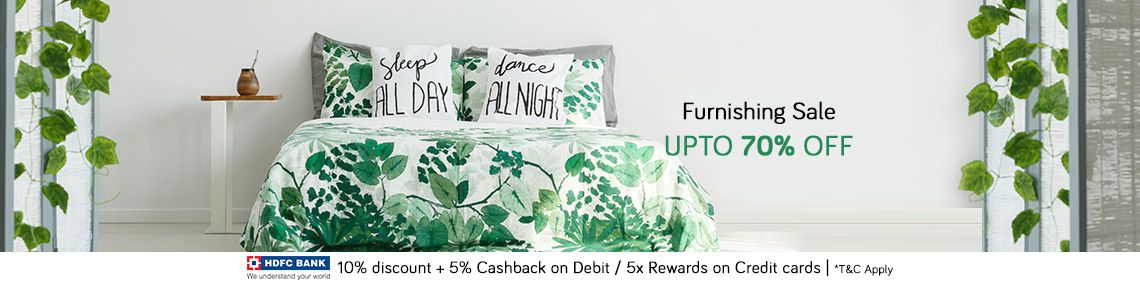 sleep
ALL DAY
dance
ALL NIGHT
Furnishing Sale
UPTO 70% OFF
HDFC BANK
We understand your world
10% discount + 5% Cashback on Debit / 5x Rewards on Credit cards | *T&C Apply